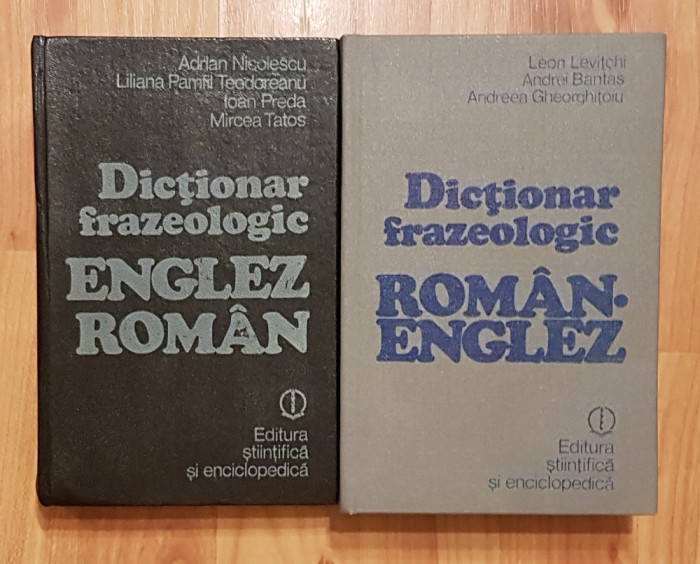 Adrian Nicolescu
Liliana Pamfil Teodoreanu
Ioan Preda
Mircea Tatos
Dicționar
frazeologic
ENGLEZ
ROMÂN
Editura
științifică
și enciclopedică
Leon Levițchi
Andrei Bantas
Andreea Gheorghițoiu
Dicționar
frazeologic
ROMÂN-
ENGLEZ
Editura
științifică
și enciclopedică